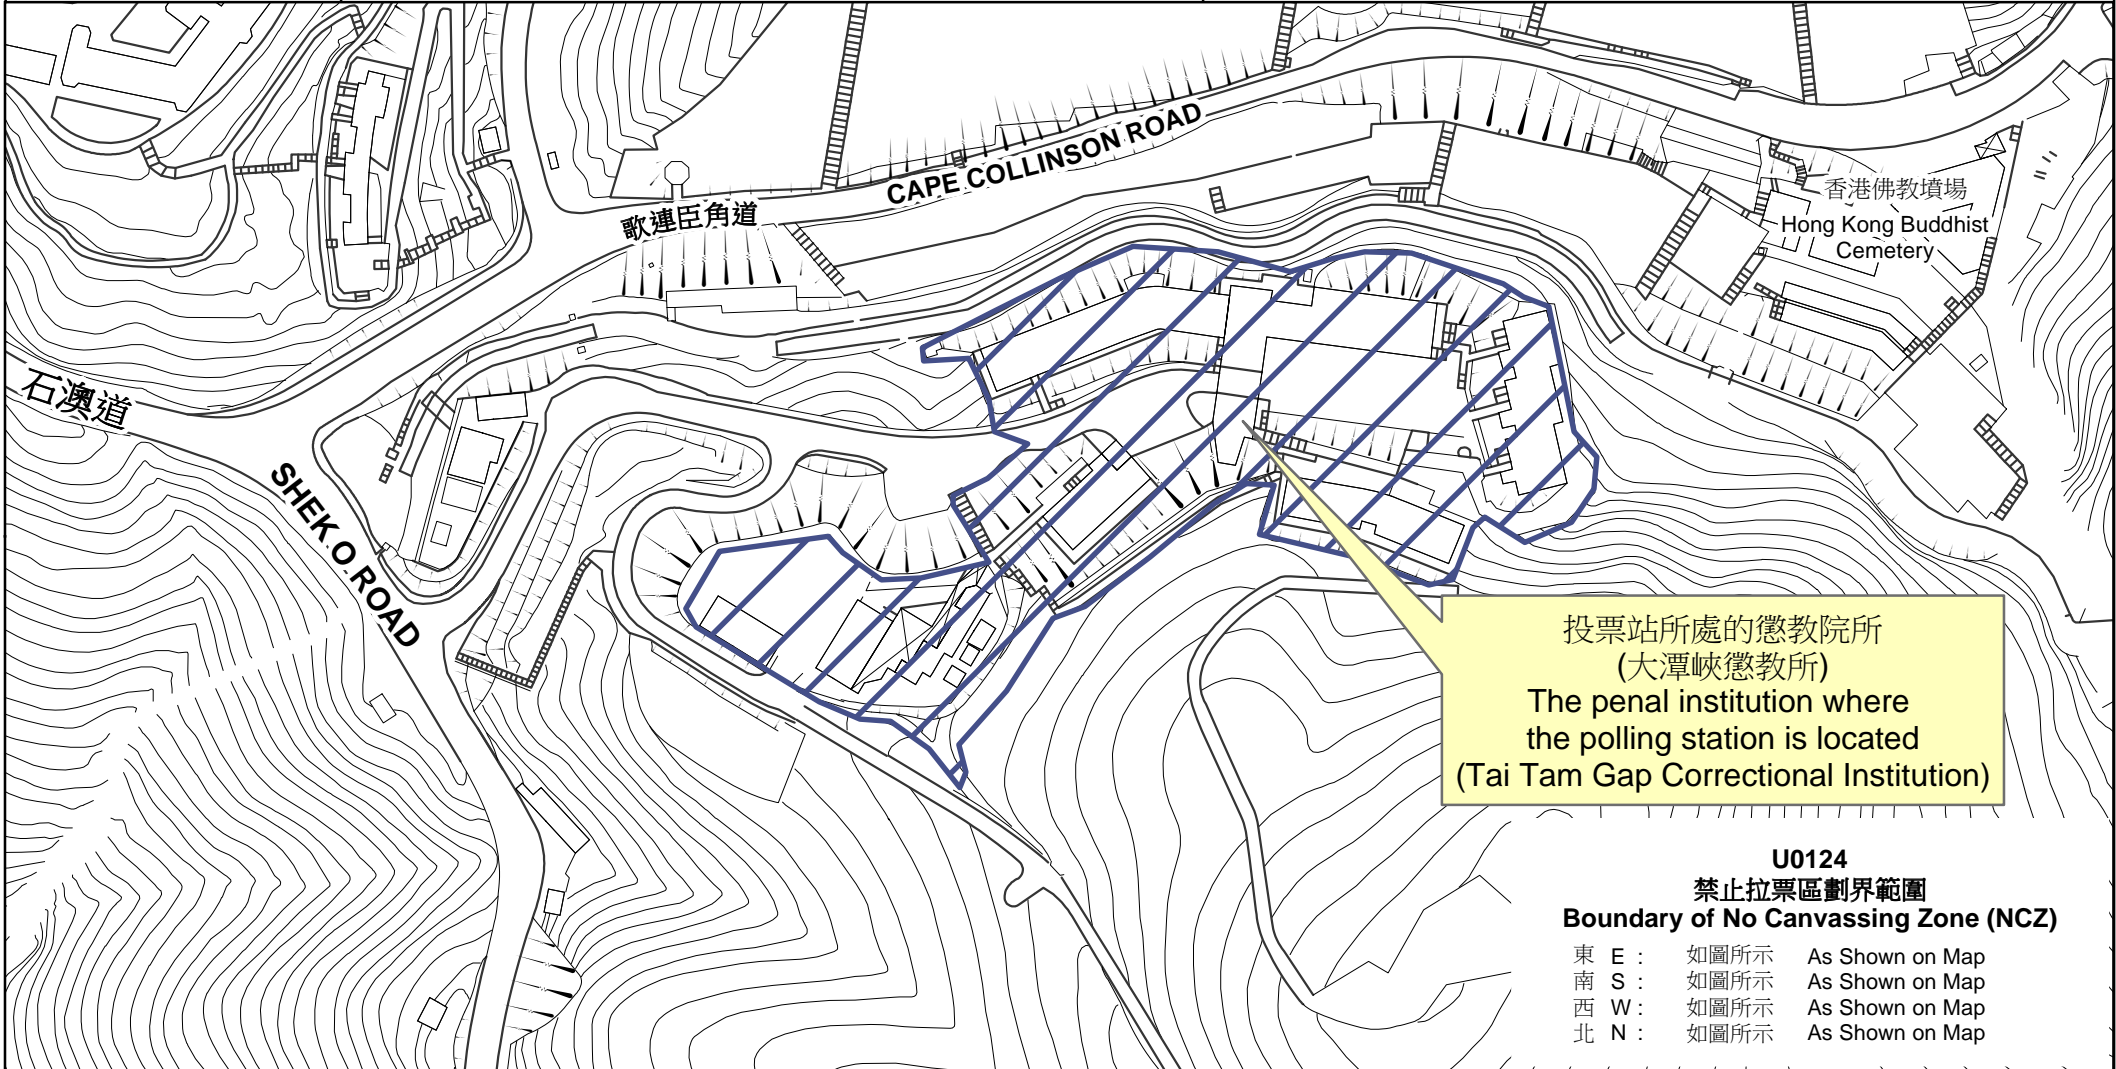 CAPE COLLINSON ROAD
歌連臣角道
香港佛教墳場
Hong Kong Buddhist
Cemetery
石澳道
SHEK O ROAD
投票站所處的懲教院所
(大潭峽懲教所)
The penal institution where
the polling station is located
(Tai Tam Gap Correctional Institution)
U0124
禁止拉票區劃界範圍
Boundary of No Canvassing Zone (NCZ)
東 E : 如圖所示 As Shown on Map
南 S : 如圖所示 As Shown on Map
西 W : 如圖所示 As Shown on Map
北 N : 如圖所示 As Shown on Map